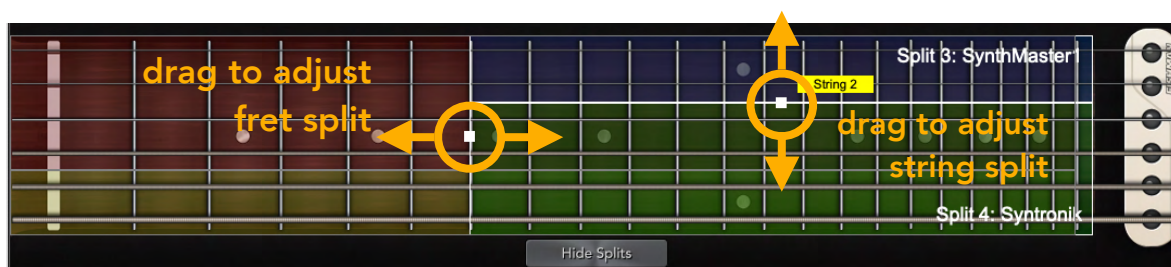 Split 3: SynthMaster1
drag to adjust
fret split
String 2
drag to adjust
string split
Split 4: Syntronik
Hide Splits